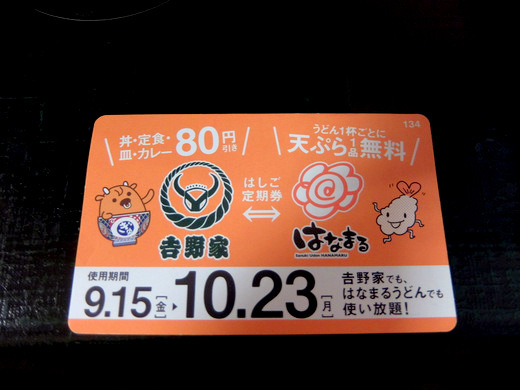 134
丼・定食・
皿・カレー 80円引き
うどん1杯ごとに
天ぷら1品無料
はしご
定期券
吉野家
はなまる
Sanuki Udon HANAMARU
使用期間
9.15[金]▶10.23[月]
吉野家でも、
はなまるうどんでも
使い放題!